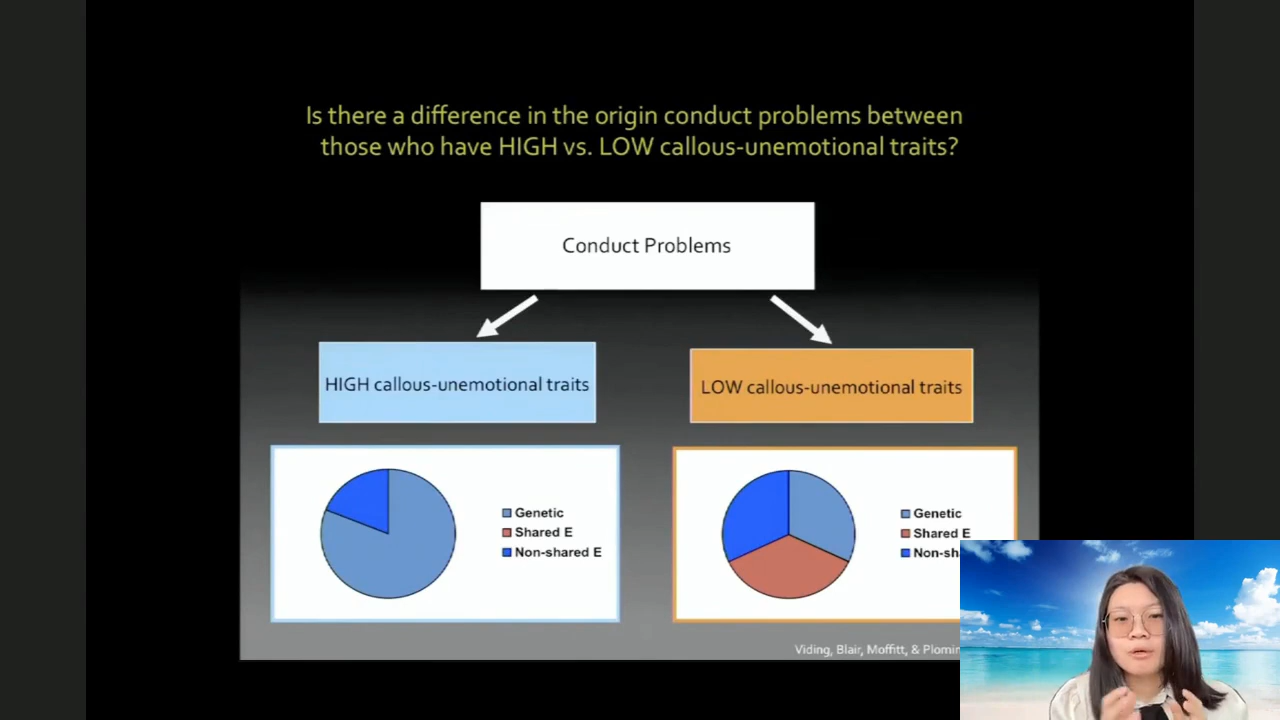 Is there a difference in the origin conduct problems between
those who have HIGH vs. LOW callous-unemotional traits?
Conduct Problems
HIGH callous-unemotional traits
LOW callous-unemotional traits
Genetic
Shared E
Non-shared E
Genetic
Shared E
Non-sh
Viding, Blair, Moffitt, & Plomin